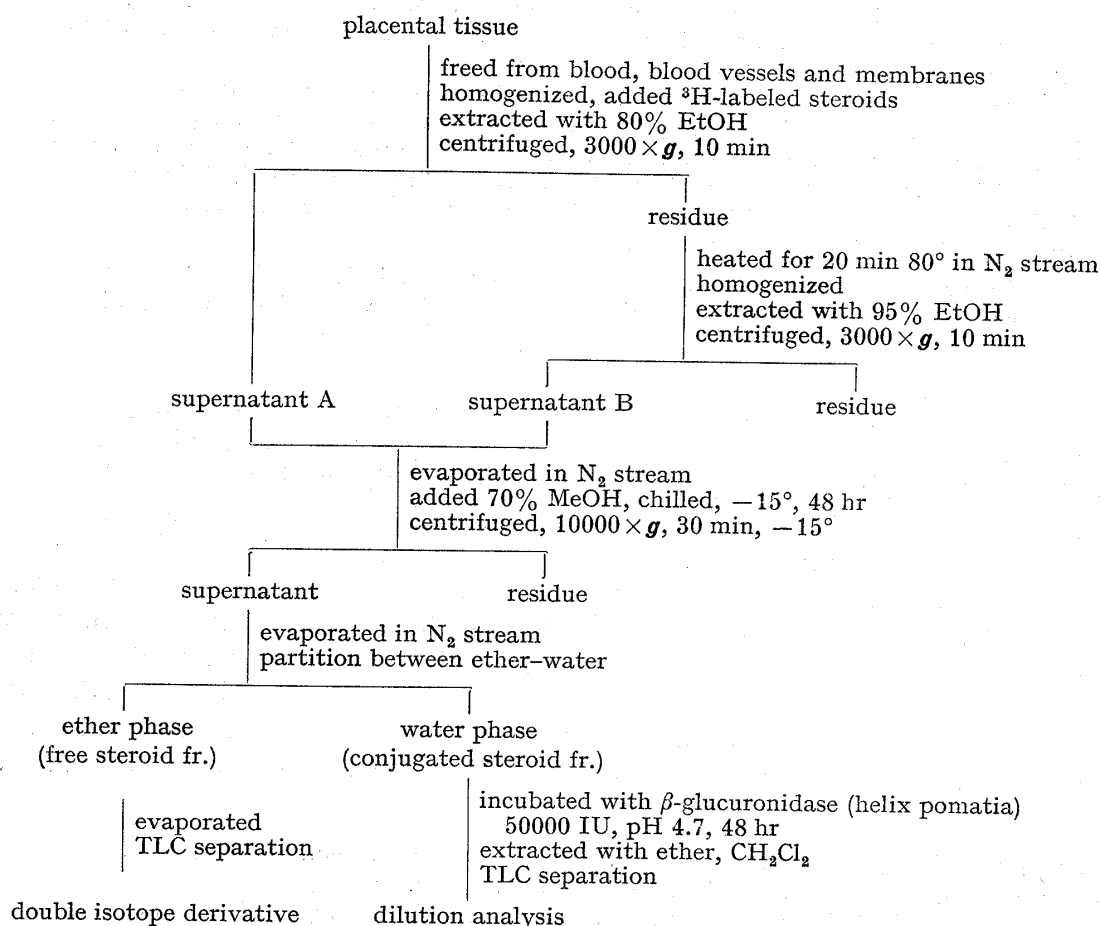 placental tissue
freed from blood, blood vessels and membranes
homogenized, added ³H-labeled steroids
extracted with 80% EtOH
centrifuged, 3000 × g, 10 min
residue
heated for 20 min 80° in N₂ stream
homogenized
extracted with 95% EtOH
centrifuged, 3000 × g, 10 min
supernatant A
supernatant B
residue
evaporated in N₂ stream
added 70% MeOH, chilled, −15°, 48 hr
centrifuged, 10000 × g, 30 min, −15°
supernatant
residue
evaporated in N₂ stream
partition between ether–water
ether phase
(free steroid fr.)
water phase
(conjugated steroid fr.)
evaporated
TLC separation
incubated with β-glucuronidase (helix pomatia)
50000 IU, pH 4.7, 48 hr
extracted with ether, CH₂Cl₂
TLC separation
double isotope derivative dilution analysis